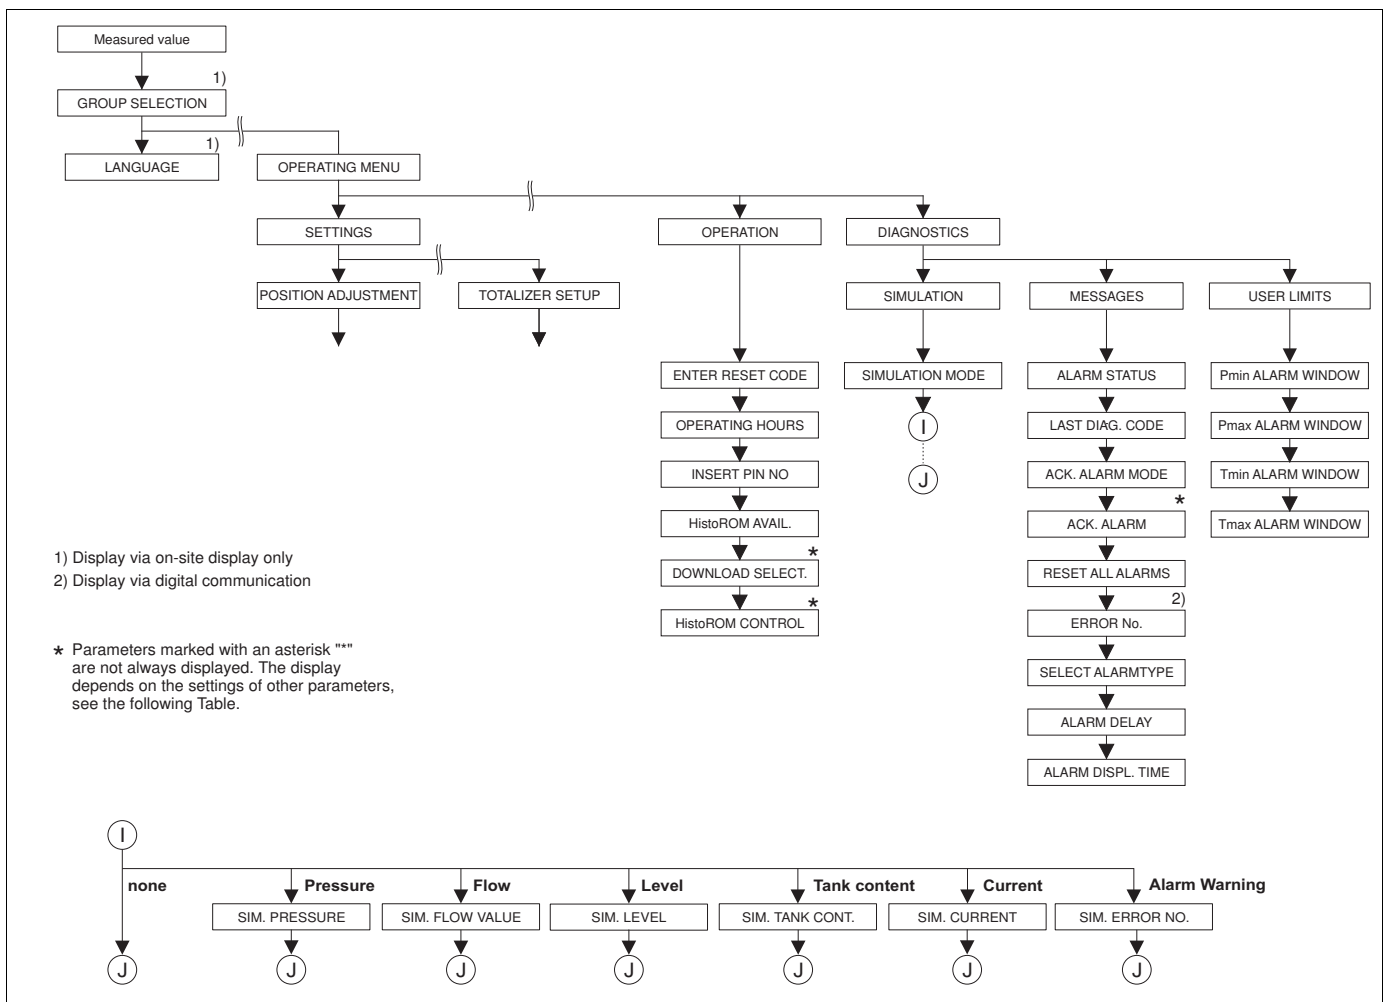 Measured value
1)
GROUP SELECTION
1)
LANGUAGE
OPERATING MENU
SETTINGS
OPERATION
DIAGNOSTICS
POSITION ADJUSTMENT
TOTALIZER SETUP
SIMULATION
MESSAGES
USER LIMITS
ENTER RESET CODE
OPERATING HOURS
INSERT PIN NO
HistoROM AVAIL.
*
DOWNLOAD SELECT.
*
HistoROM CONTROL
SIMULATION MODE
I
J
ALARM STATUS
LAST DIAG. CODE
ACK. ALARM MODE
*
ACK. ALARM
RESET ALL ALARMS
2)
ERROR No.
SELECT ALARMTYPE
ALARM DELAY
ALARM DISPL. TIME
Pmin ALARM WINDOW
Pmax ALARM WINDOW
Tmin ALARM WINDOW
Tmax ALARM WINDOW
1) Display via on-site display only
2) Display via digital communication
* Parameters marked with an asterisk "*"
are not always displayed. The display
depends on the settings of other parameters,
see the following Table.
I
none
Pressure
Flow
Level
Tank content
Current
Alarm Warning
SIM. PRESSURE
SIM. FLOW VALUE
SIM. LEVEL
SIM. TANK CONT.
SIM. CURRENT
SIM. ERROR NO.
J
J
J
J
J
J
J